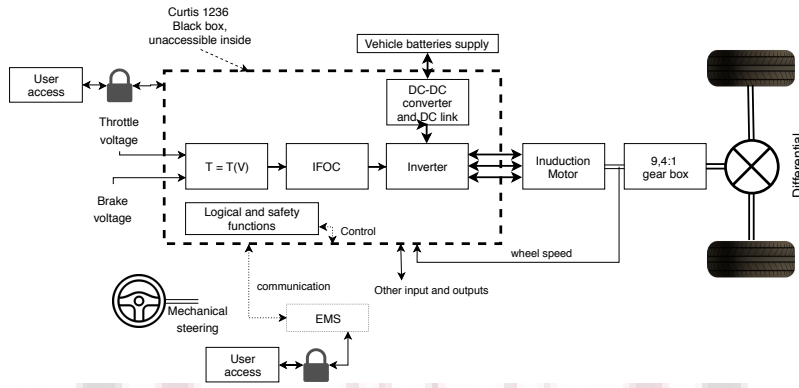 Curtis 1236
Black box,
unaccessible inside
Vehicle batteries supply
User
access
DC-DC
converter
and DC link
Throttle
voltage
T = T(V)
IFOC
Inverter
Inuduction
Motor
9,4:1
gear box
Differential
Brake
voltage
Logical and safety
functions
Control
wheel speed
communication
Other input and outputs
Mechanical
steering
EMS
User
access